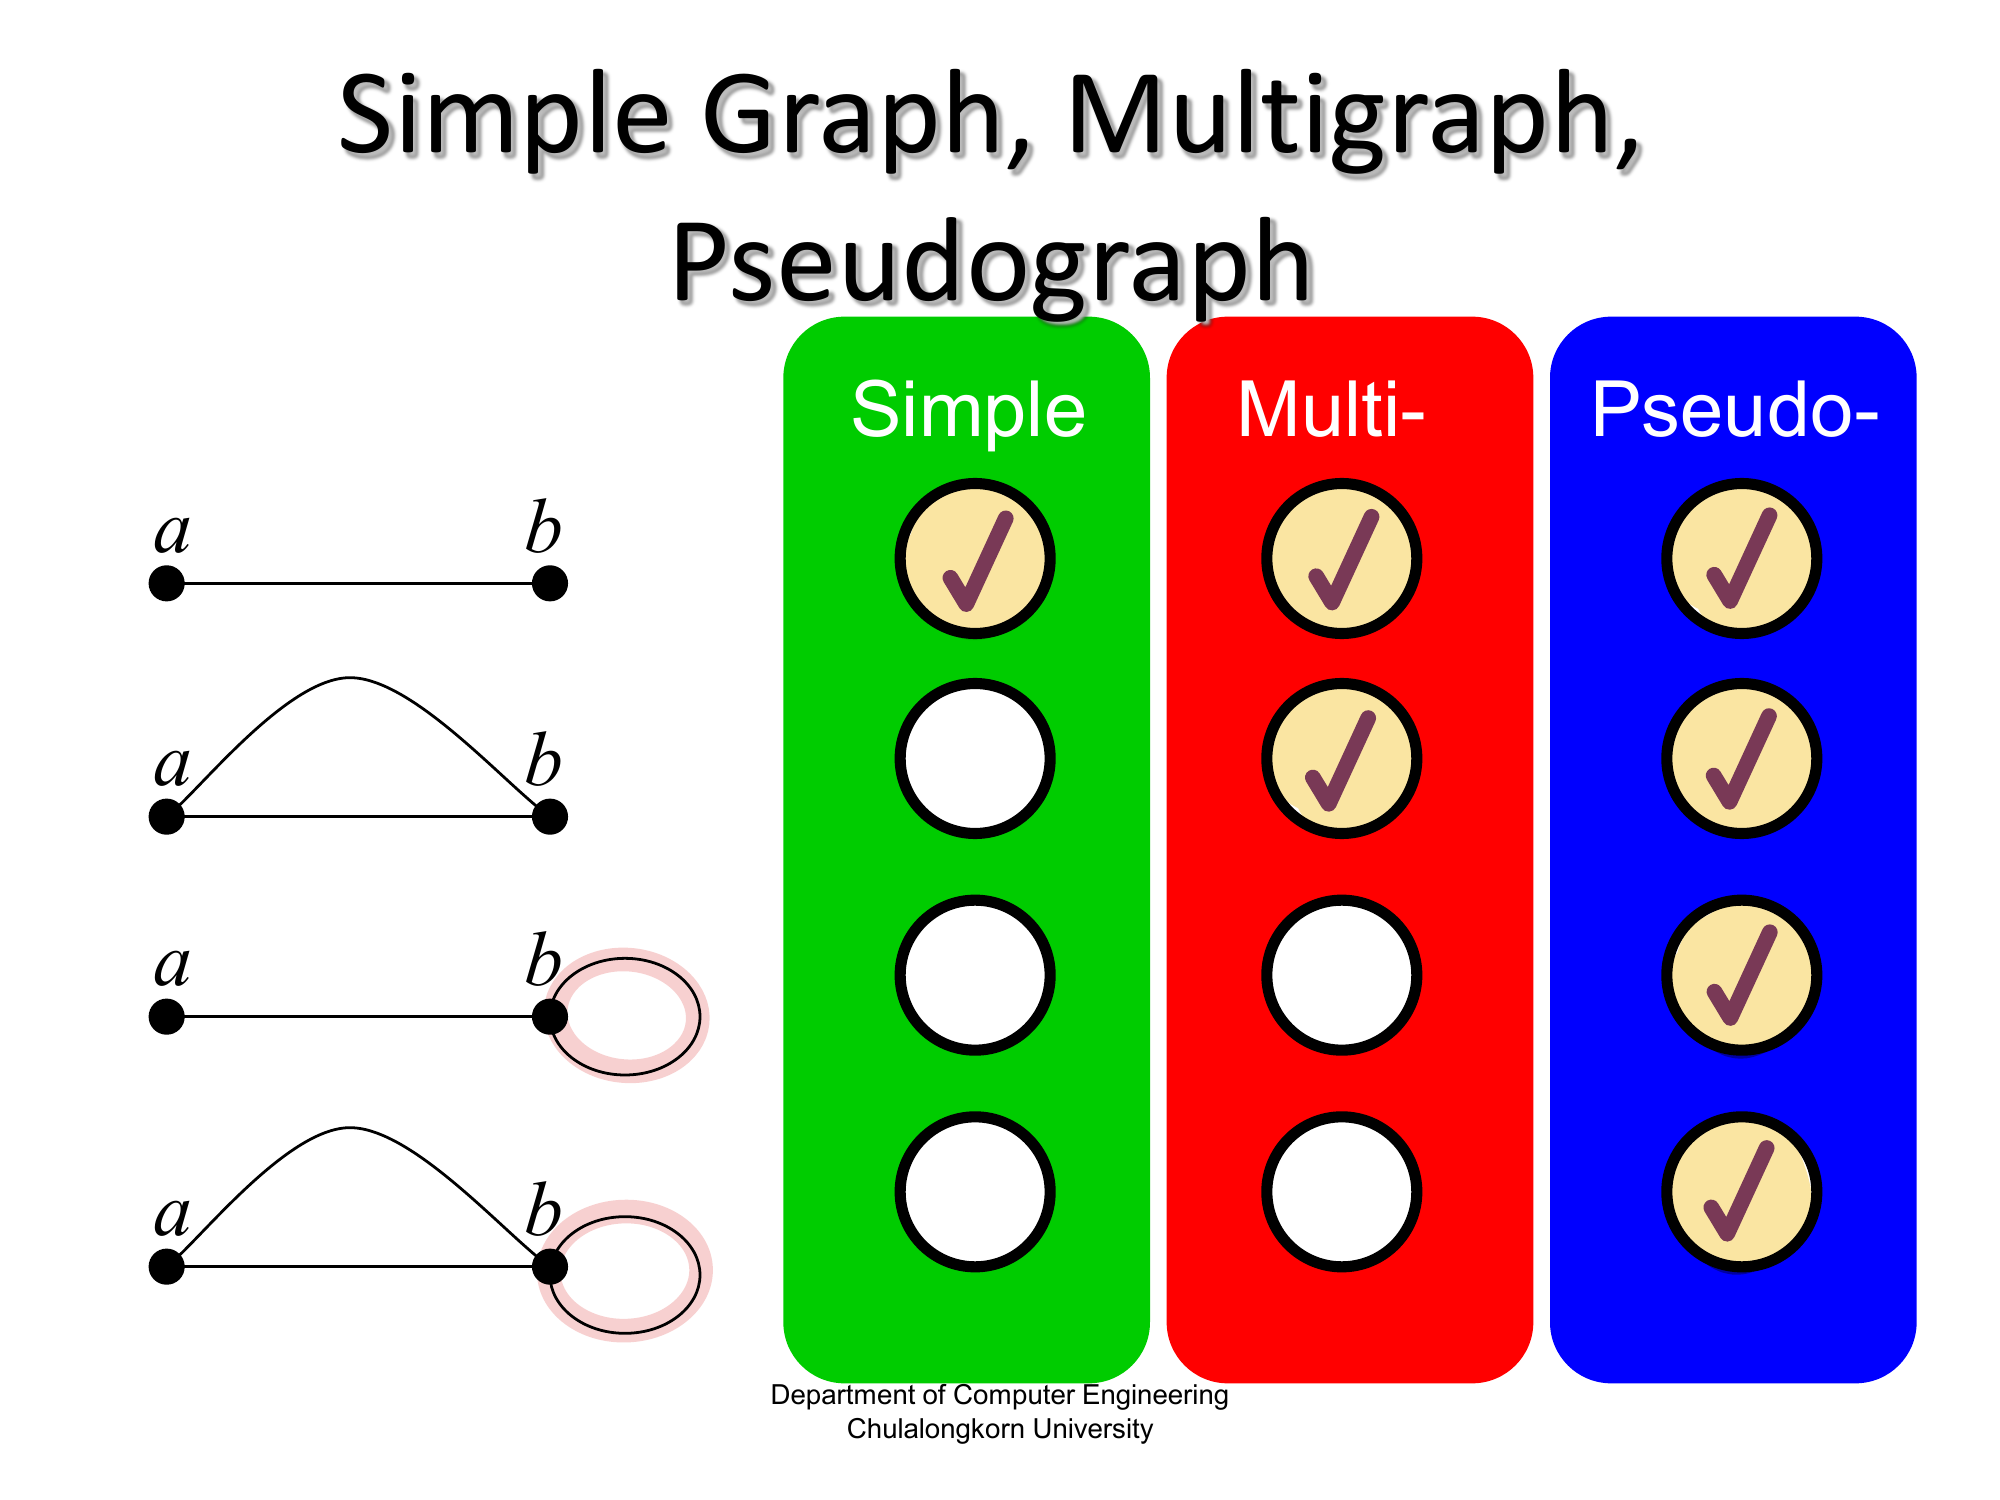 Simple Graph, Multigraph,
Pseudograph
Simple Multi- Pseudo-
a b
a b
a b
a b
Department of Computer Engineering
Chulalongkorn University